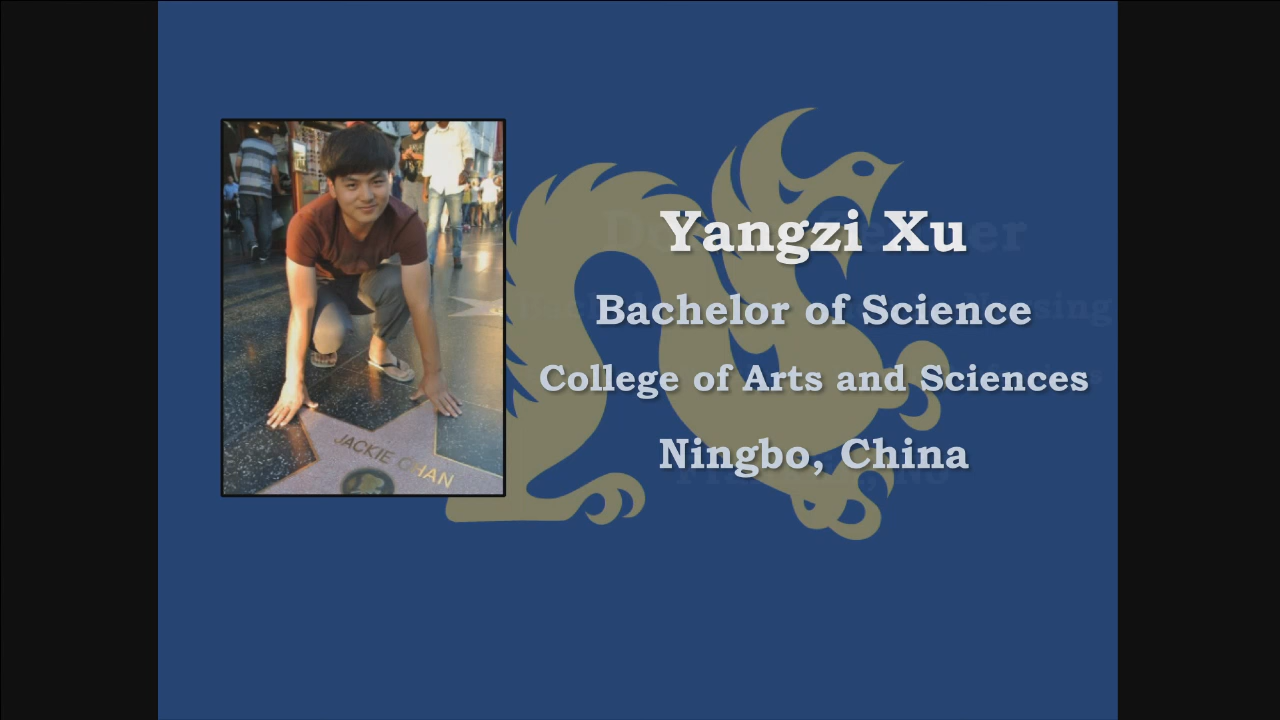 Yangzi Xu
Bachelor of Science
College of Arts and Sciences
Ningbo, China
JACKIE CHAN